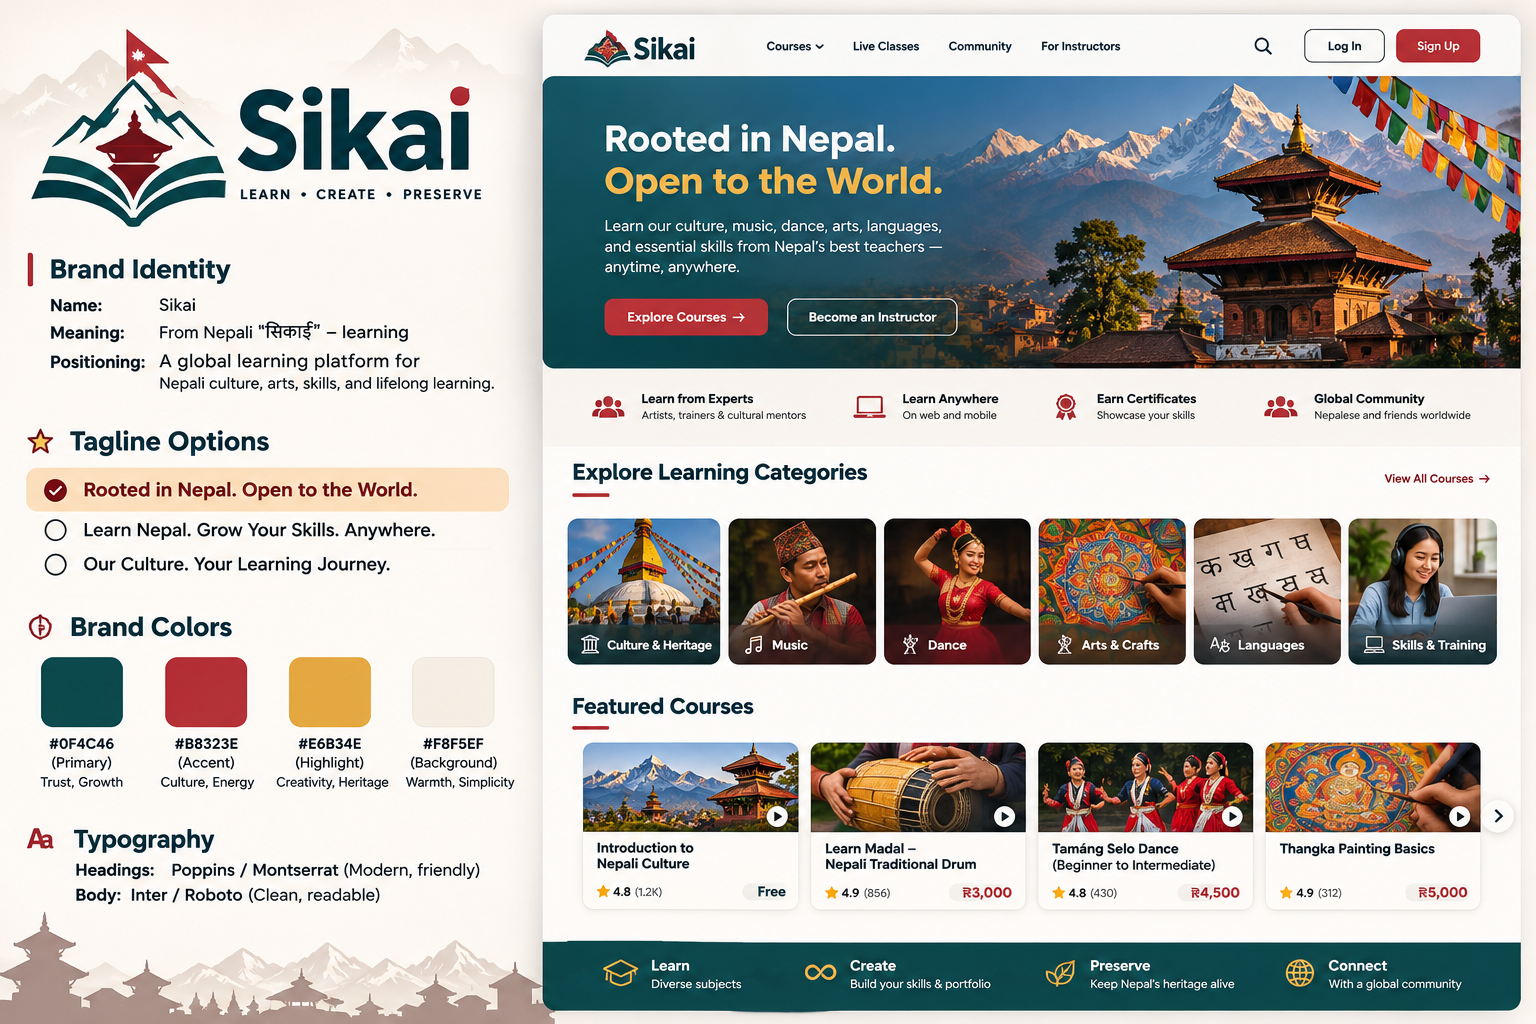 Sikai
LEARN • CREATE • PRESERVE
Brand Identity
Name: Sikai
Meaning: From Nepali “सिकाई” – learning
Positioning: A global learning platform for
Nepali culture, arts, skills, and lifelong learning.
Tagline Options
Rooted in Nepal. Open to the World.
Learn Nepal. Grow Your Skills. Anywhere.
Our Culture. Your Learning Journey.
Brand Colors
#0F4C46 #B8323E #E6B34E #F8F5EF
(Primary) (Accent) (Highlight) (Background)
Trust, Growth Culture, Energy Creativity, Heritage Warmth, Simplicity
Aa Typography
Headings: Poppins / Montserrat (Modern, friendly)
Body: Inter / Roboto (Clean, readable)
Sikai Courses Live Classes Community For Instructors Log In Sign Up
Rooted in Nepal.
Open to the World.
Learn our culture, music, dance, arts, languages,
and essential skills from Nepal's best teachers —
anytime, anywhere.
Explore Courses → Become an Instructor
Learn from Experts Learn Anywhere Earn Certificates Global Community
Artists, trainers & cultural mentors On web and mobile Showcase your skills Nepalese and friends worldwide
Explore Learning Categories
View All Courses →
क ख ग घ
Culture & Heritage Music Dance Arts & Crafts Languages Skills & Training
Featured Courses
Introduction to
Nepali Culture
4.8 (1.2K) Free
Learn Madal –
Nepali Traditional Drum
4.9 (856) ₨3,000
Tamáng Selo Dance
(Beginner to Intermediate)
4.8 (430) ₨4,500
Thangka Painting Basics
4.9 (312) ₨5,000
Learn Create Preserve Connect
Diverse subjects Build your skills & portfolio Keep Nepal's heritage alive With a global community